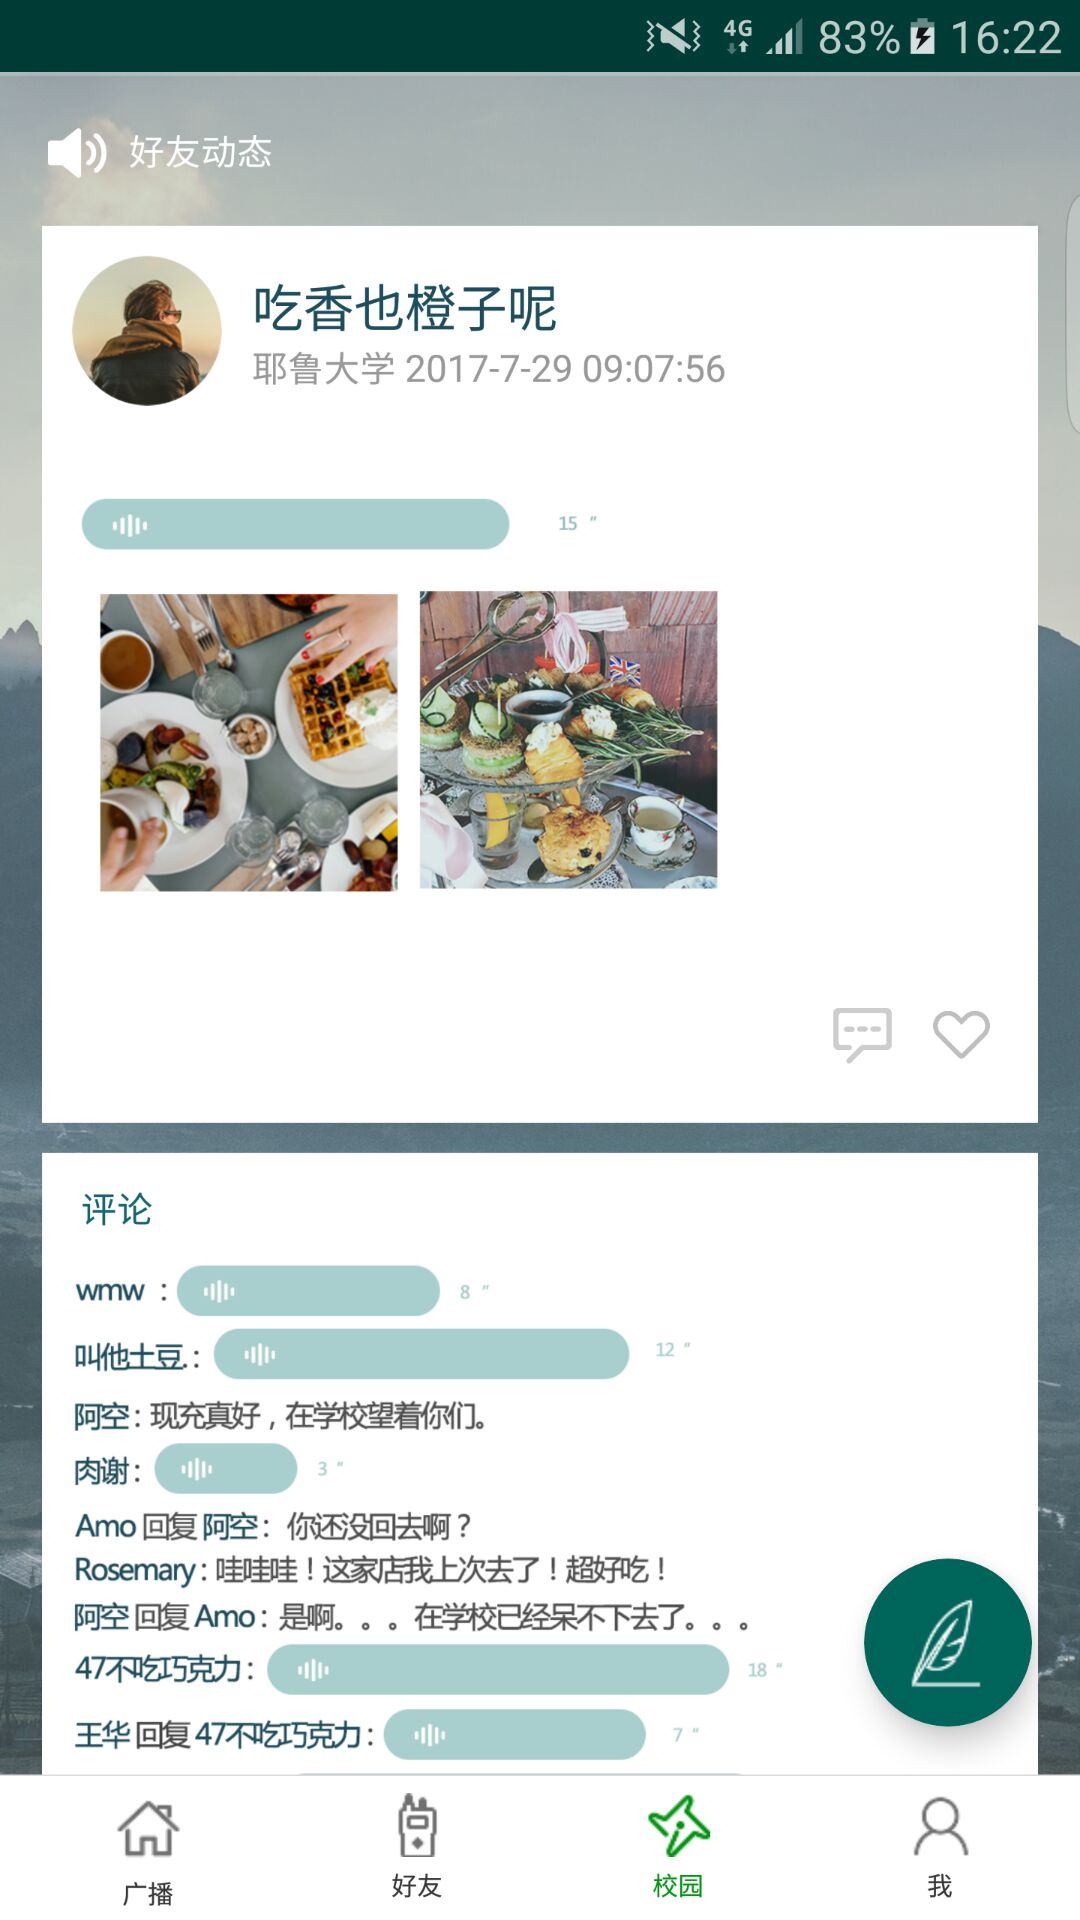 4G 83% 16:22
好友动态
吃香也橙子呢
耶鲁大学 2017-7-29 09:07:56
15 "
评论
wmw : 8 "
叫他土豆.: 12 "
阿空: 现充真好，在学校望着你们。
肉谢: 3 "
Amo 回复 阿空: 你还没回去啊？
Rosemary: 哇哇哇！这家店我上次去了！超好吃！
阿空 回复 Amo: 是啊。。。在学校已经呆不下去了。。。
47不吃巧克力: 18 "
王华 回复 47不吃巧克力: 7 "
广播 好友 校园 我